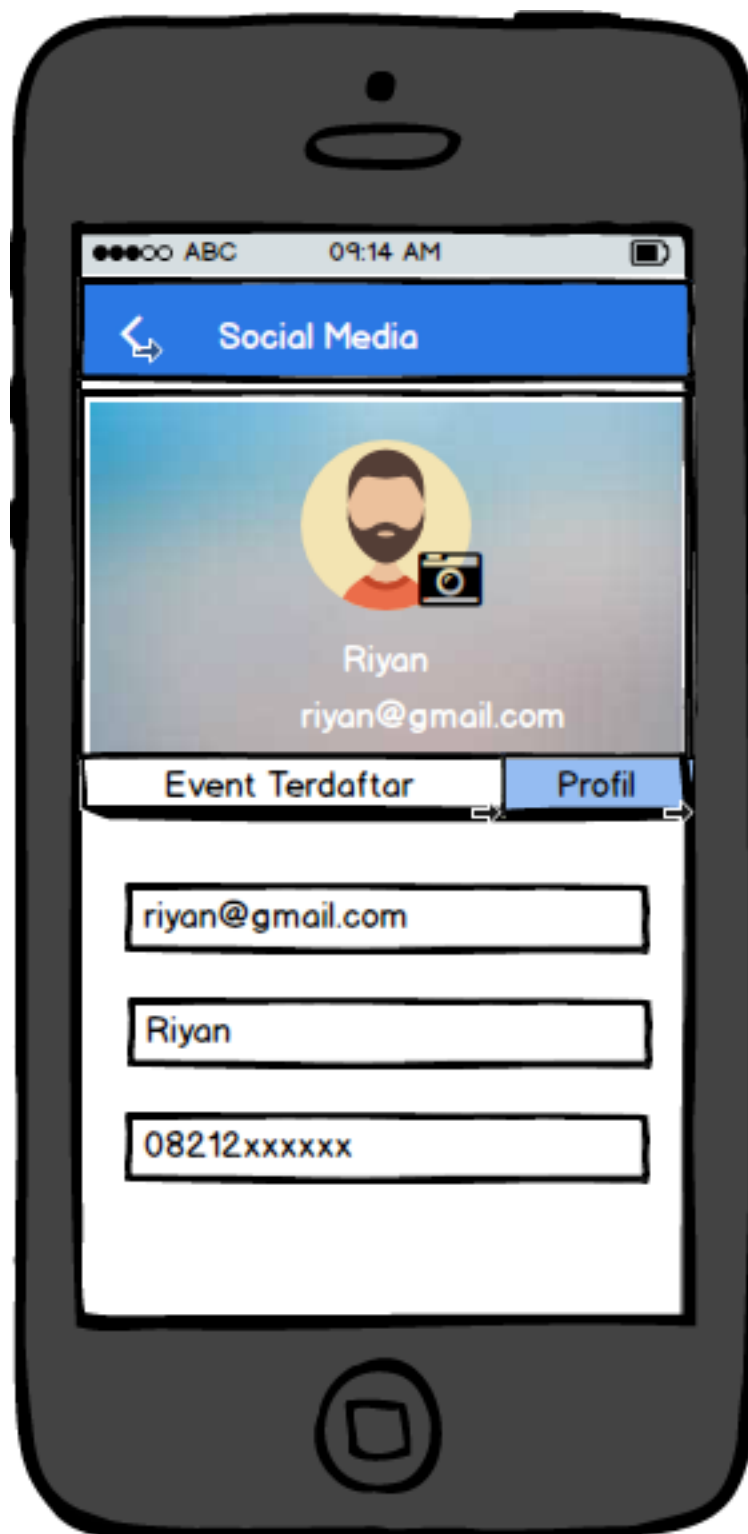 ABC 09:14 AM
Social Media
Riyan
riyan@gmail.com
Event Terdaftar Profil
riyan@gmail.com
Riyan
08212xxxxxx